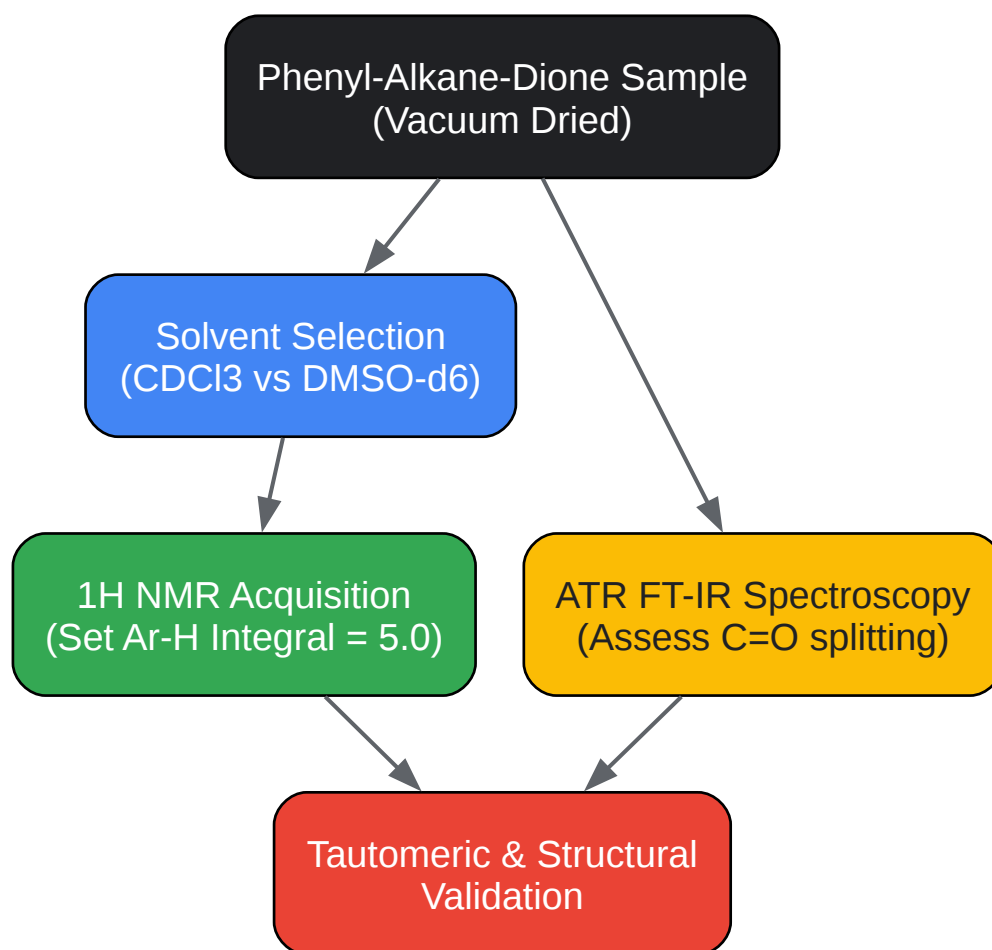 Phenyl-Alkane-Dione Sample
(Vacuum Dried)
Solvent Selection
(CDCl3 vs DMSO-d6)
1H NMR Acquisition
(Set Ar-H Integral = 5.0)
ATR FT-IR Spectroscopy
(Assess C=O splitting)
Tautomeric & Structural
Validation